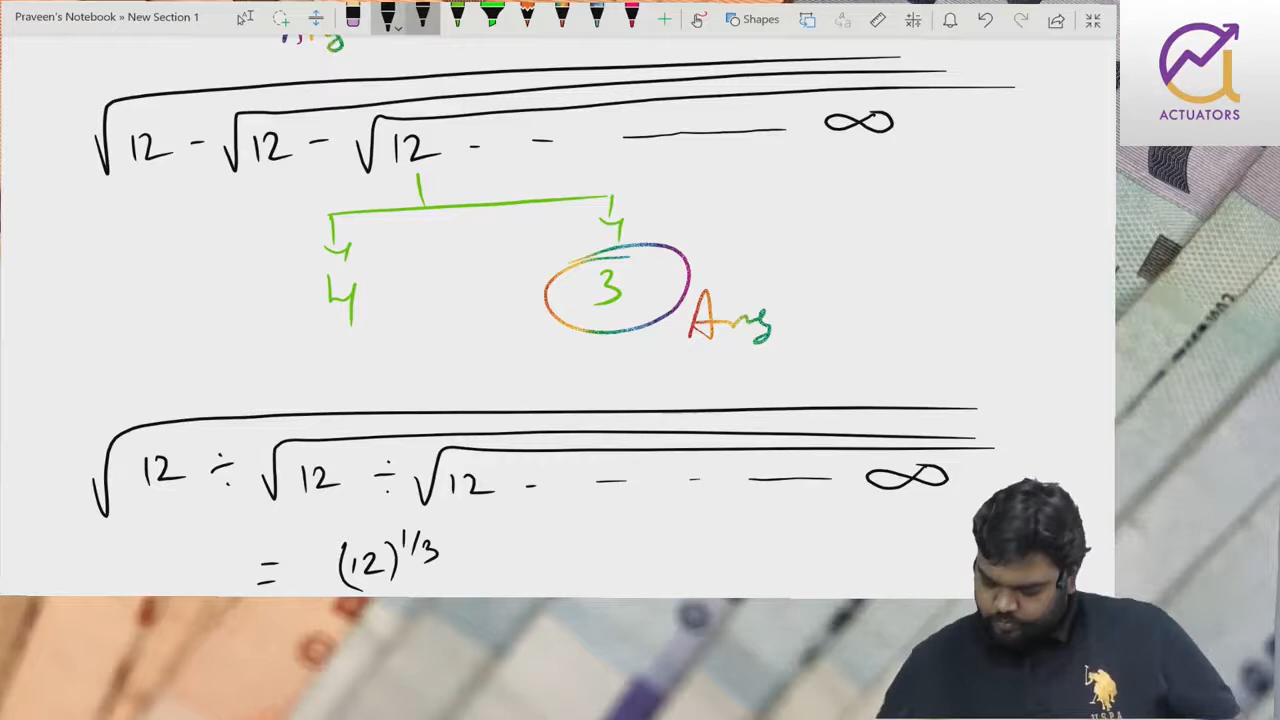 Praveen's Notebook » New Section 1
Shapes
ACTUATORS
√12 - √12 - √12 - - ——— ∞
4 3
Ans
√12 ÷ √12 ÷ √12 - — - — ∞
= (12)^1/3